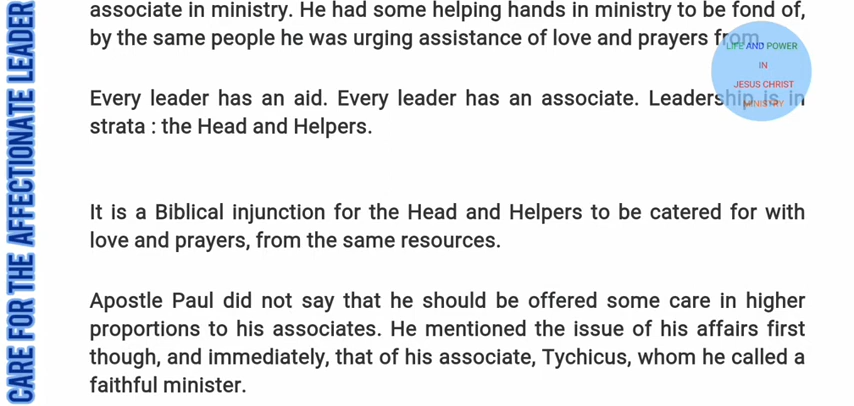 CARE FOR THE AFFECTIONATE LEADER
associate in ministry. He had some helping hands in ministry to be fond of,
by the same people he was urging assistance of love and prayers from.
LIFE AND POWER
IN
JESUS CHRIST
MINISTRY
Every leader has an aid. Every leader has an associate. Leadership is in
strata : the Head and Helpers.
It is a Biblical injunction for the Head and Helpers to be catered for with
love and prayers, from the same resources.
Apostle Paul did not say that he should be offered some care in higher
proportions to his associates. He mentioned the issue of his affairs first
though, and immediately, that of his associate, Tychicus, whom he called a
faithful minister.